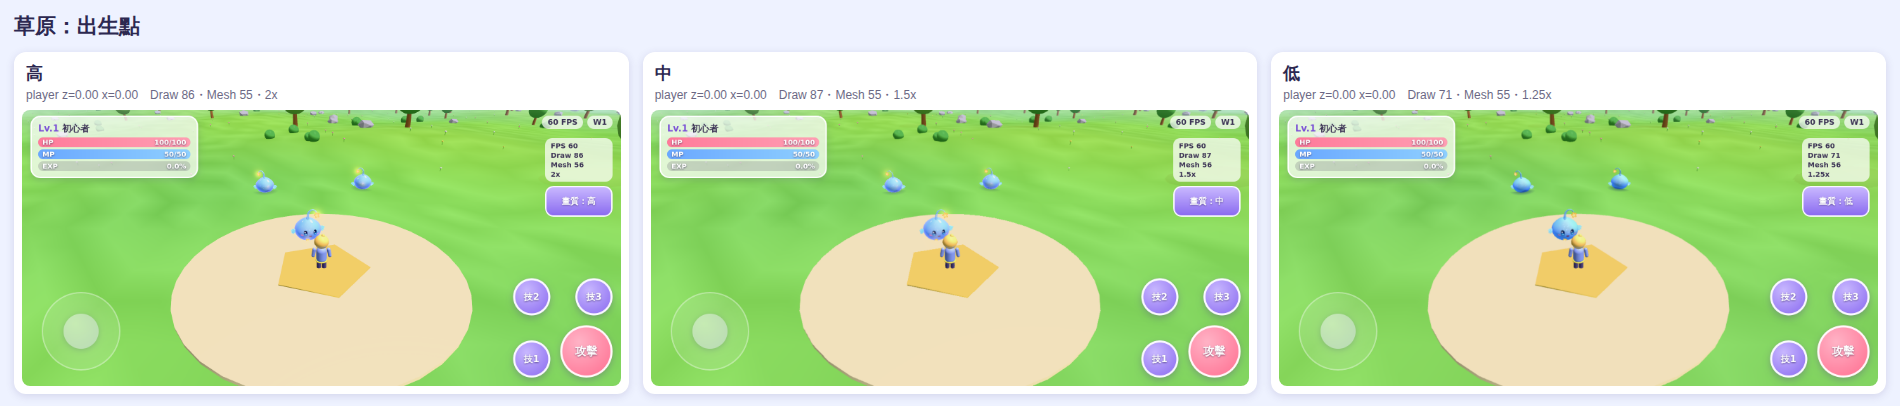 草原：出生點
高
player z=0.00 x=0.00 Draw 86・Mesh 55・2x
Lv.1 初心者
HP 100/100
MP 50/50
EXP 0.0%
60 FPS W1
FPS 60
Draw 86
Mesh 56
2x
畫質：高
技2 技3
技1 攻擊
中
player z=0.00 x=0.00 Draw 87・Mesh 55・1.5x
Lv.1 初心者
HP 100/100
MP 50/50
EXP 0.0%
60 FPS W1
FPS 60
Draw 87
Mesh 56
1.5x
畫質：中
技2 技3
技1 攻擊
低
player z=0.00 x=0.00 Draw 71・Mesh 55・1.25x
Lv.1 初心者
HP 100/100
MP 50/50
EXP 0.0%
60 FPS W1
FPS 60
Draw 71
Mesh 56
1.25x
畫質：低
技2 技3
技1 攻擊